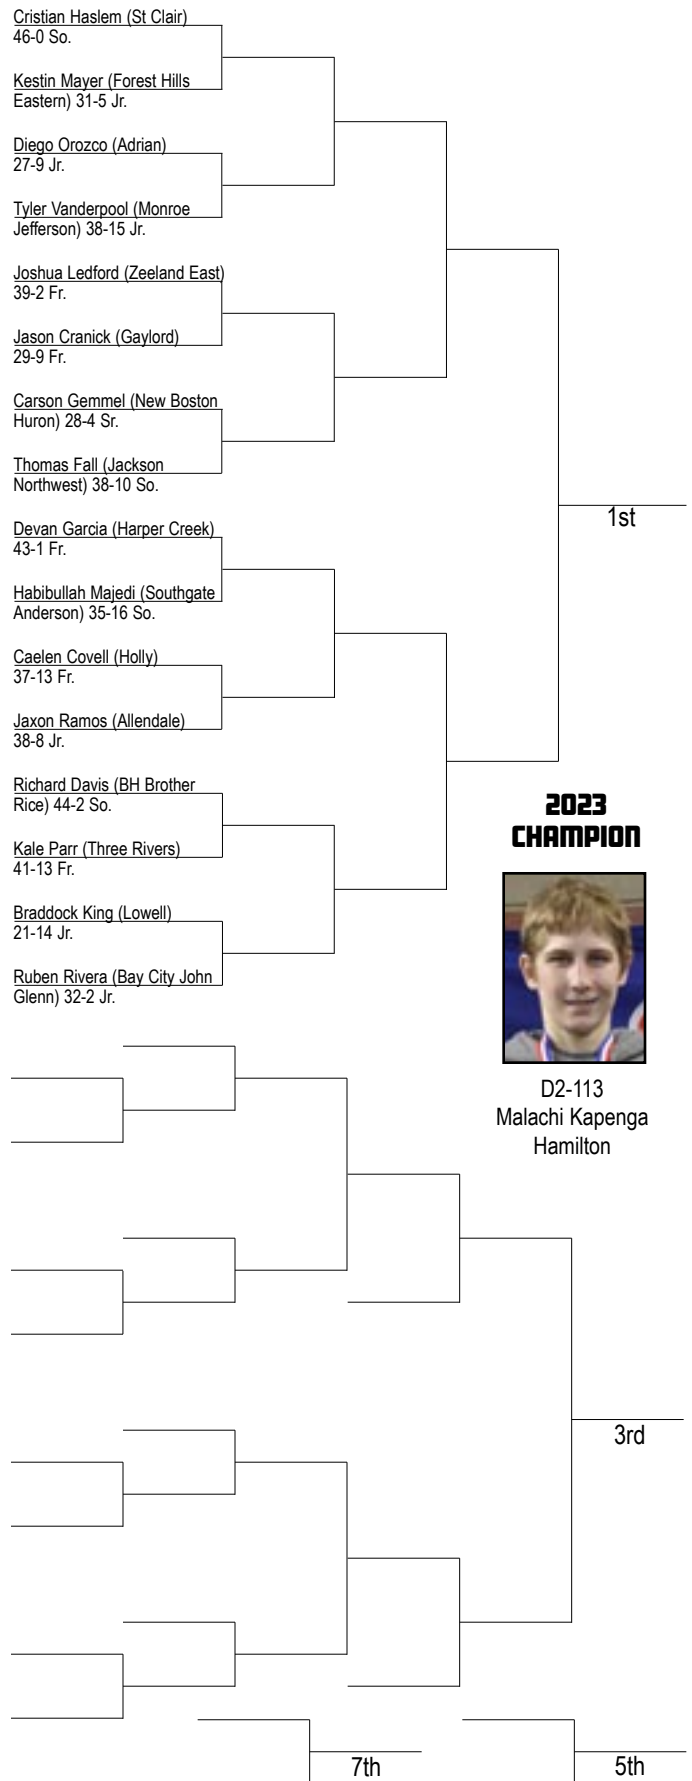 Cristian Haslem (St Clair)
46-0 So.
Kestin Mayer (Forest Hills
Eastern) 31-5 Jr.
Diego Orozco (Adrian)
27-9 Jr.
Tyler Vanderpool (Monroe
Jefferson) 38-15 Jr.
Joshua Ledford (Zeeland East)
39-2 Fr.
Jason Cranick (Gaylord)
29-9 Fr.
Carson Gemmel (New Boston
Huron) 28-4 Sr.
Thomas Fall (Jackson
Northwest) 38-10 So.
1st
Devan Garcia (Harper Creek)
43-1 Fr.
Habibullah Majedi (Southgate
Anderson) 35-16 So.
Caelen Covell (Holly)
37-13 Fr.
Jaxon Ramos (Allendale)
38-8 Jr.
Richard Davis (BH Brother
Rice) 44-2 So.
Kale Parr (Three Rivers)
41-13 Fr.
Braddock King (Lowell)
21-14 Jr.
Ruben Rivera (Bay City John
Glenn) 32-2 Jr.
2023
CHAMPION
D2-113
Malachi Kapenga
Hamilton
3rd
7th
5th